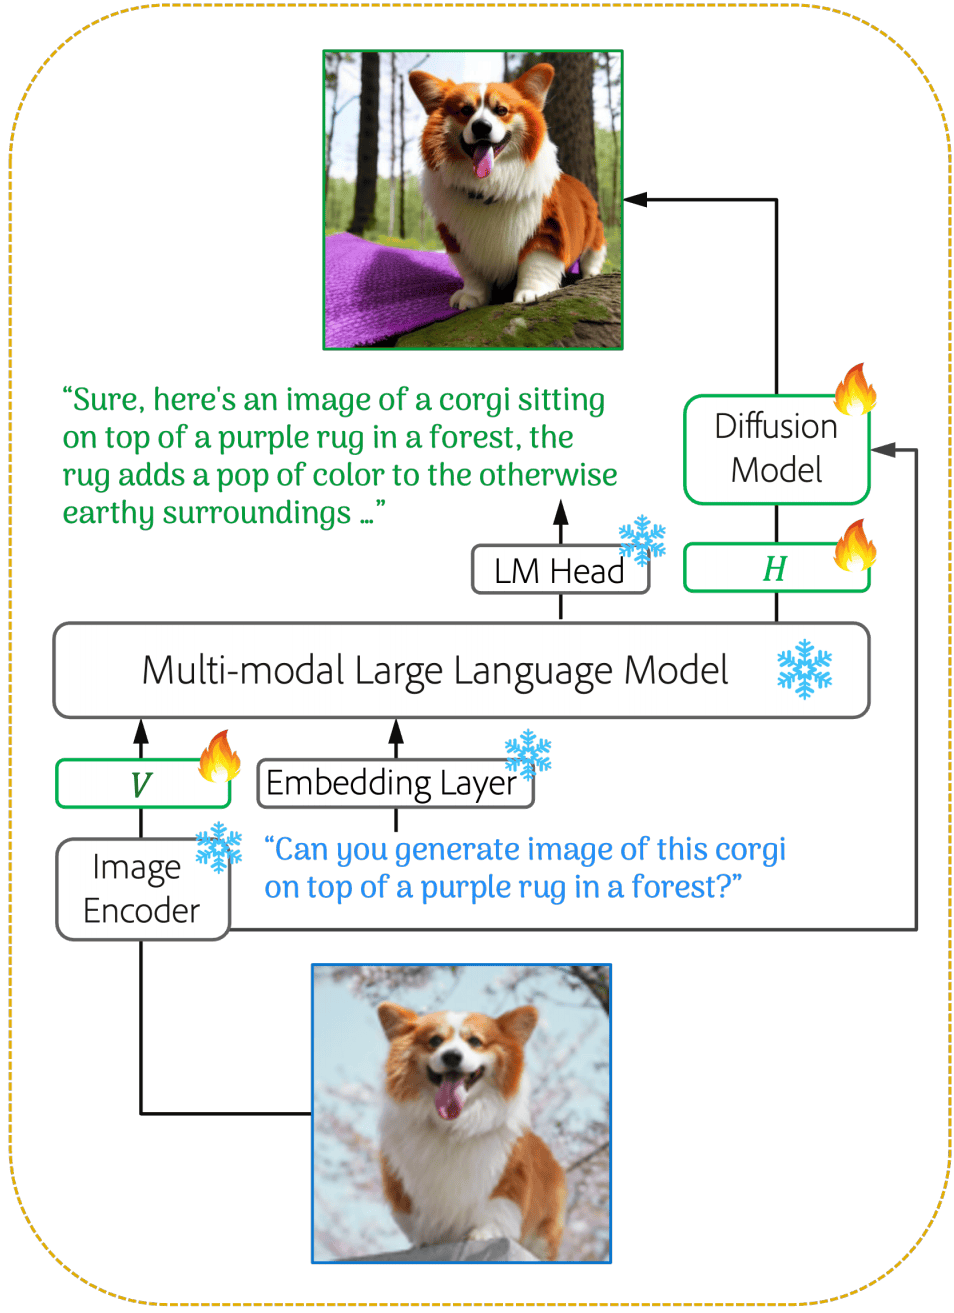 “Sure, here's an image of a corgi sitting
on top of a purple rug in a forest, the
rug adds a pop of color to the otherwise
earthy surroundings ...”
Diffusion
Model
LM Head
H
Multi-modal Large Language Model
V
Embedding Layer
Image
Encoder
“Can you generate image of this corgi
on top of a purple rug in a forest?”